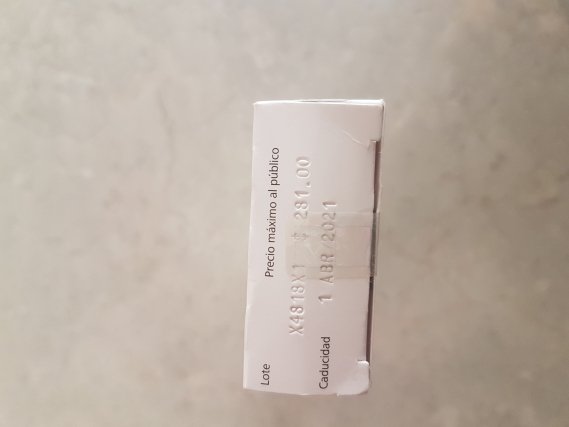 Lote Precio máximo al público
X4818X1 $ 281.00
Caducidad 1 ABR 2021